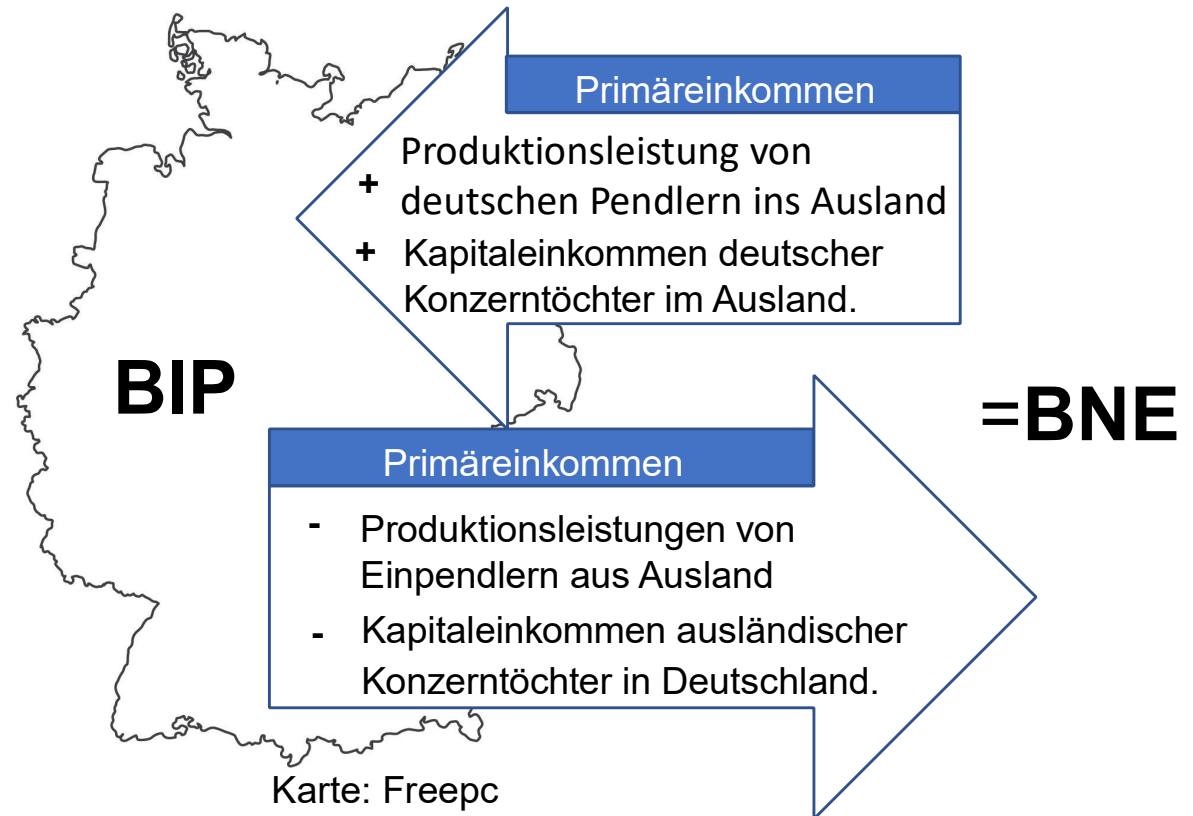 Primäreinkommen
+ Produktionsleistung von
deutschen Pendlern ins Ausland
+ Kapitaleinkommen deutscher
Konzerntöchter im Ausland.
BIP
=BNE
Primäreinkommen
- Produktionsleistungen von
Einpendlern aus Ausland
- Kapitaleinkommen ausländischer
Konzerntöchter in Deutschland.
Karte: Freepc